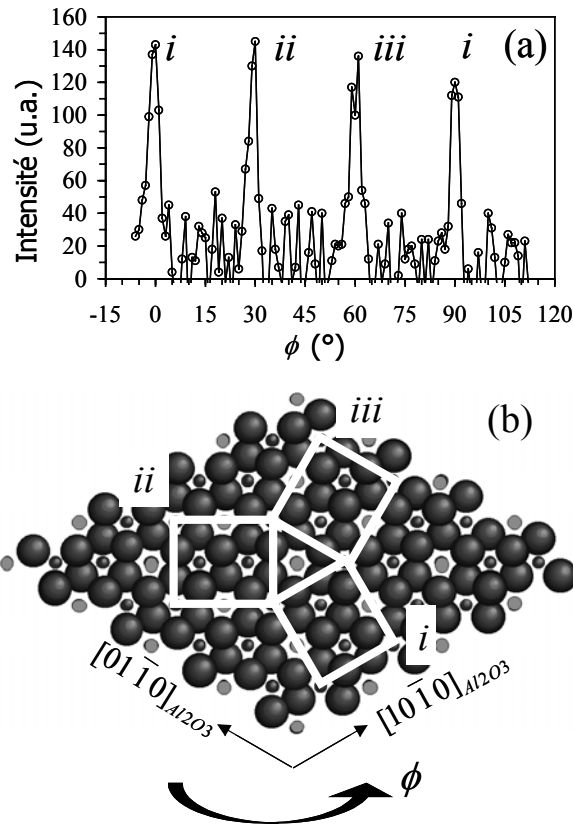 160
140
120
100
80
60
40
20
0
Intensité (u.a.)
i
ii
iii
i
(a)
-15 0 15 30 45 60 75 90 105 120
ϕ (°)
(b)
iii
ii
i
[011̅0]Al2O3
[101̅0]Al2O3
ϕ